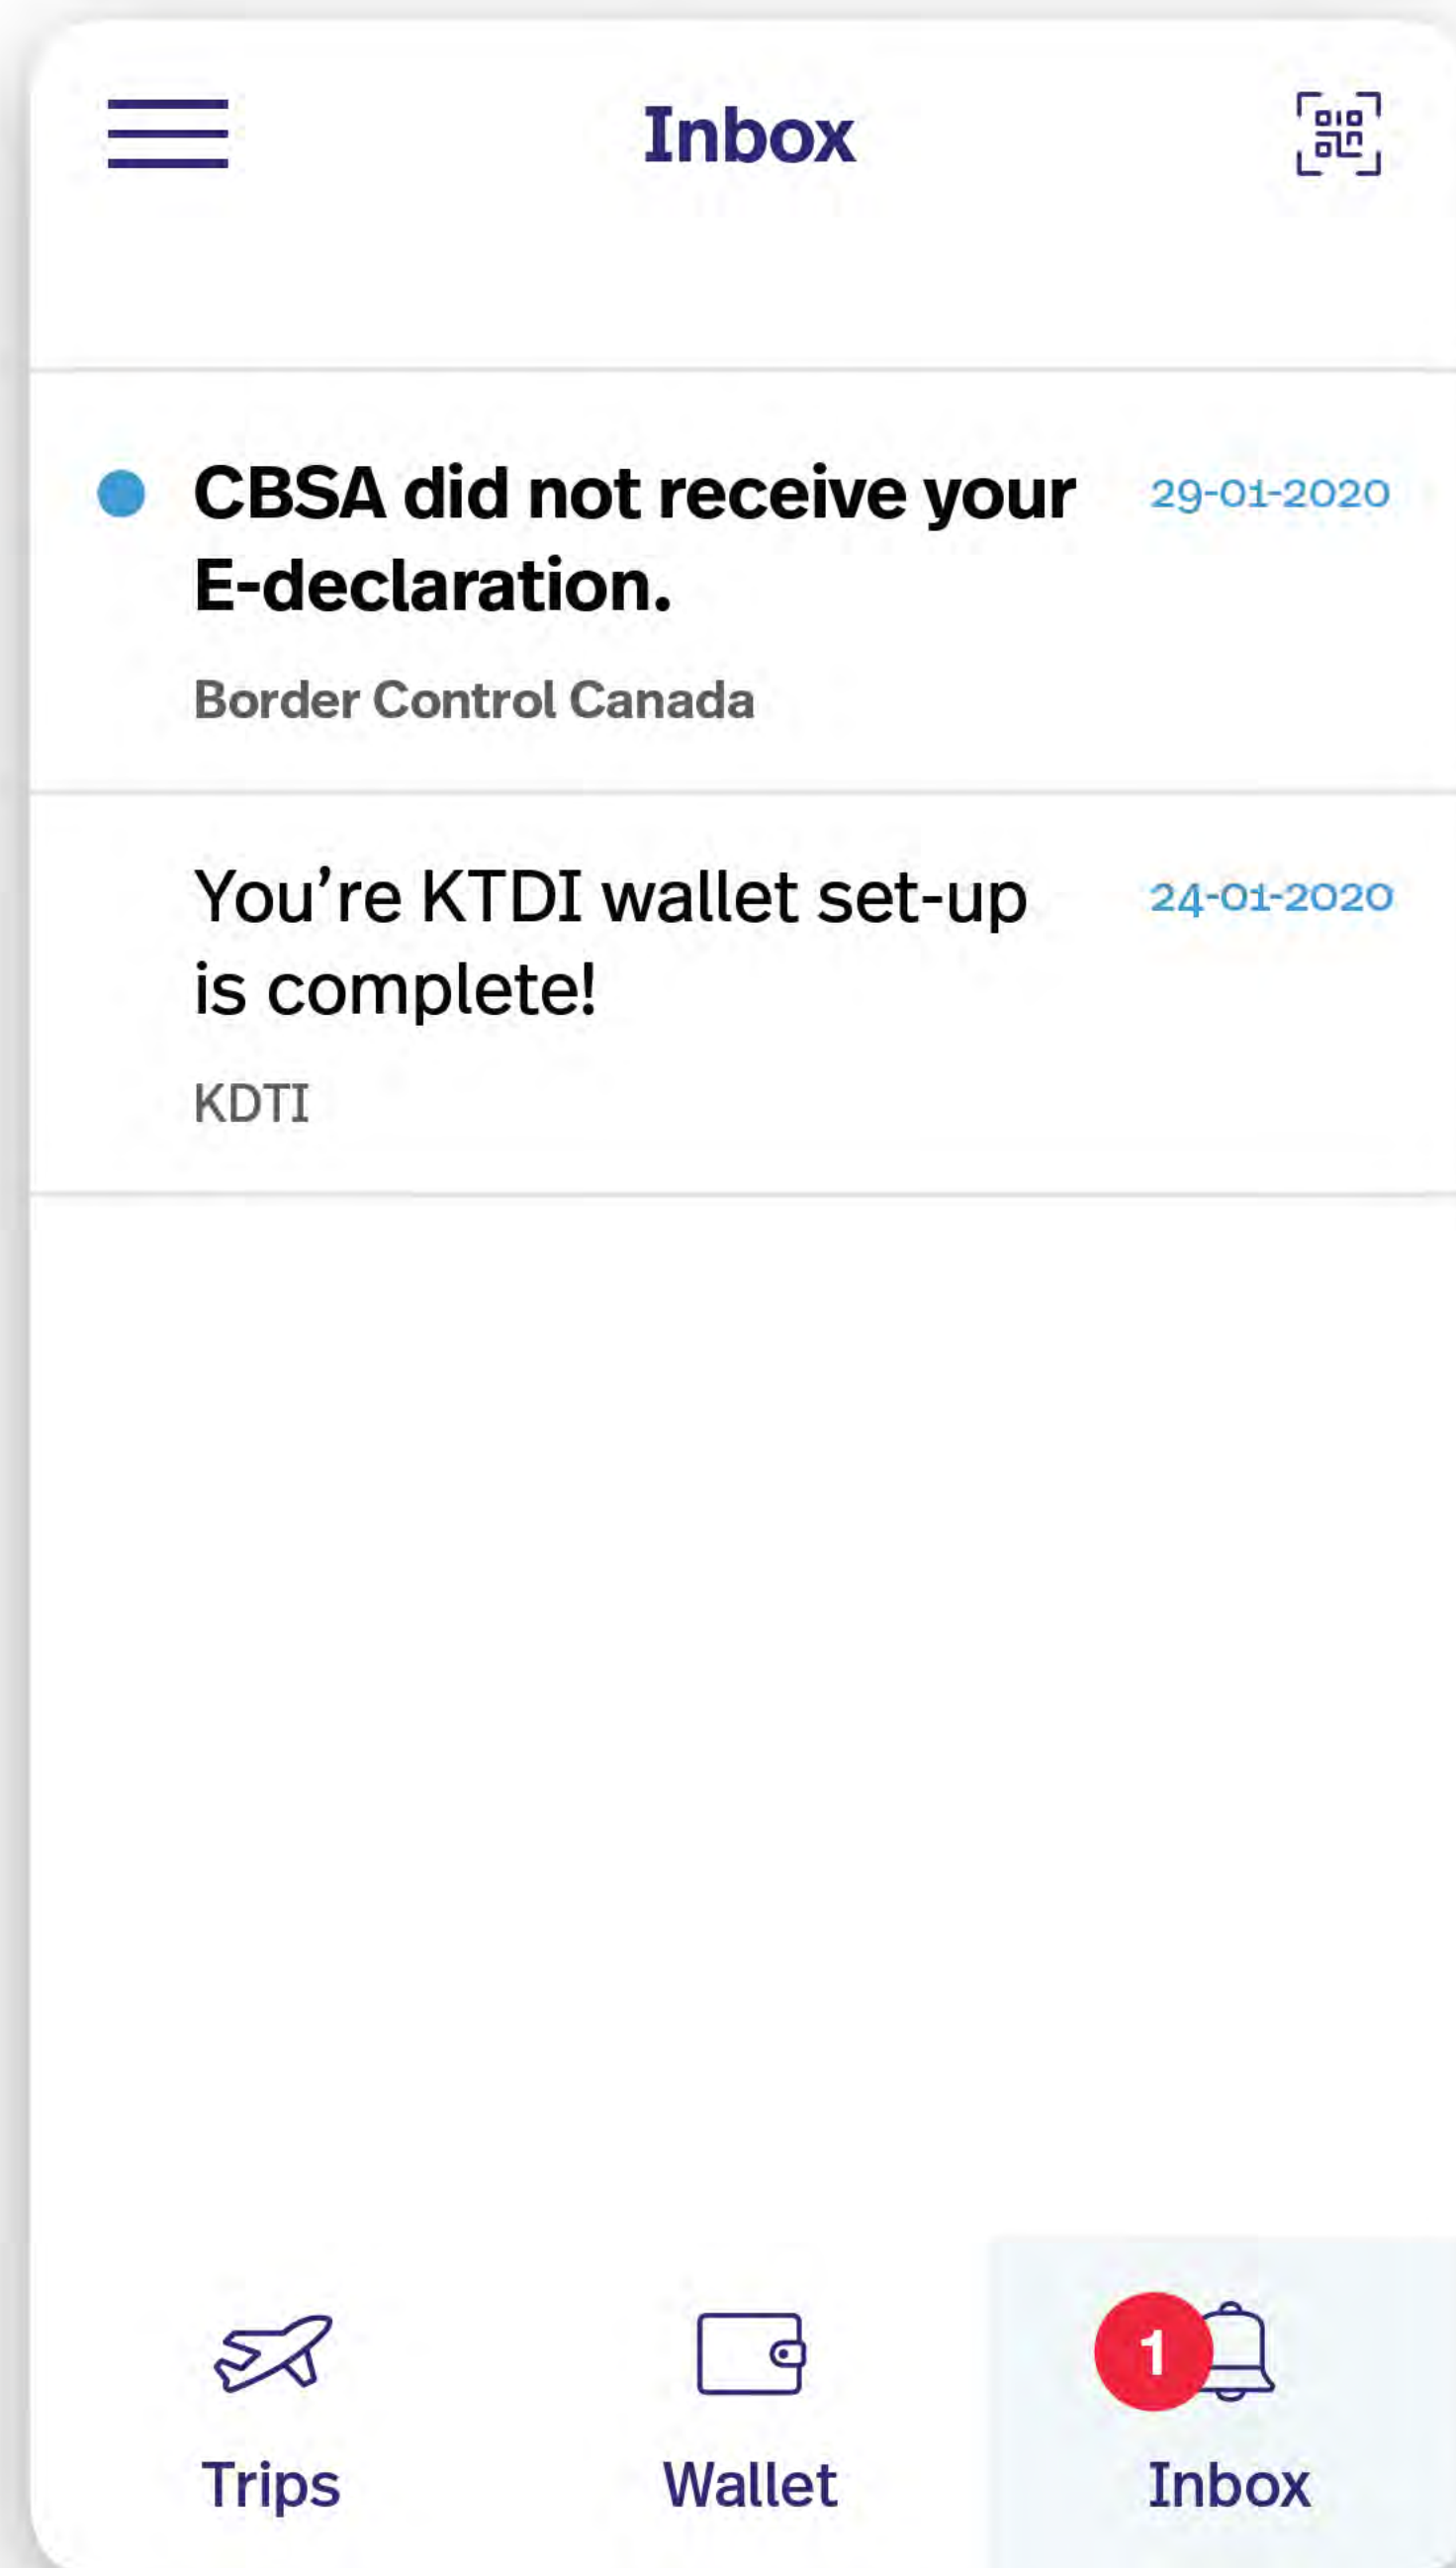 Inbox
CBSA did not receive your
29-01-2020
E-declaration.
Border Control Canada
You're KTDI wallet set-up
24-01-2020
is complete!
KDTI
1
Trips
Wallet
Inbox